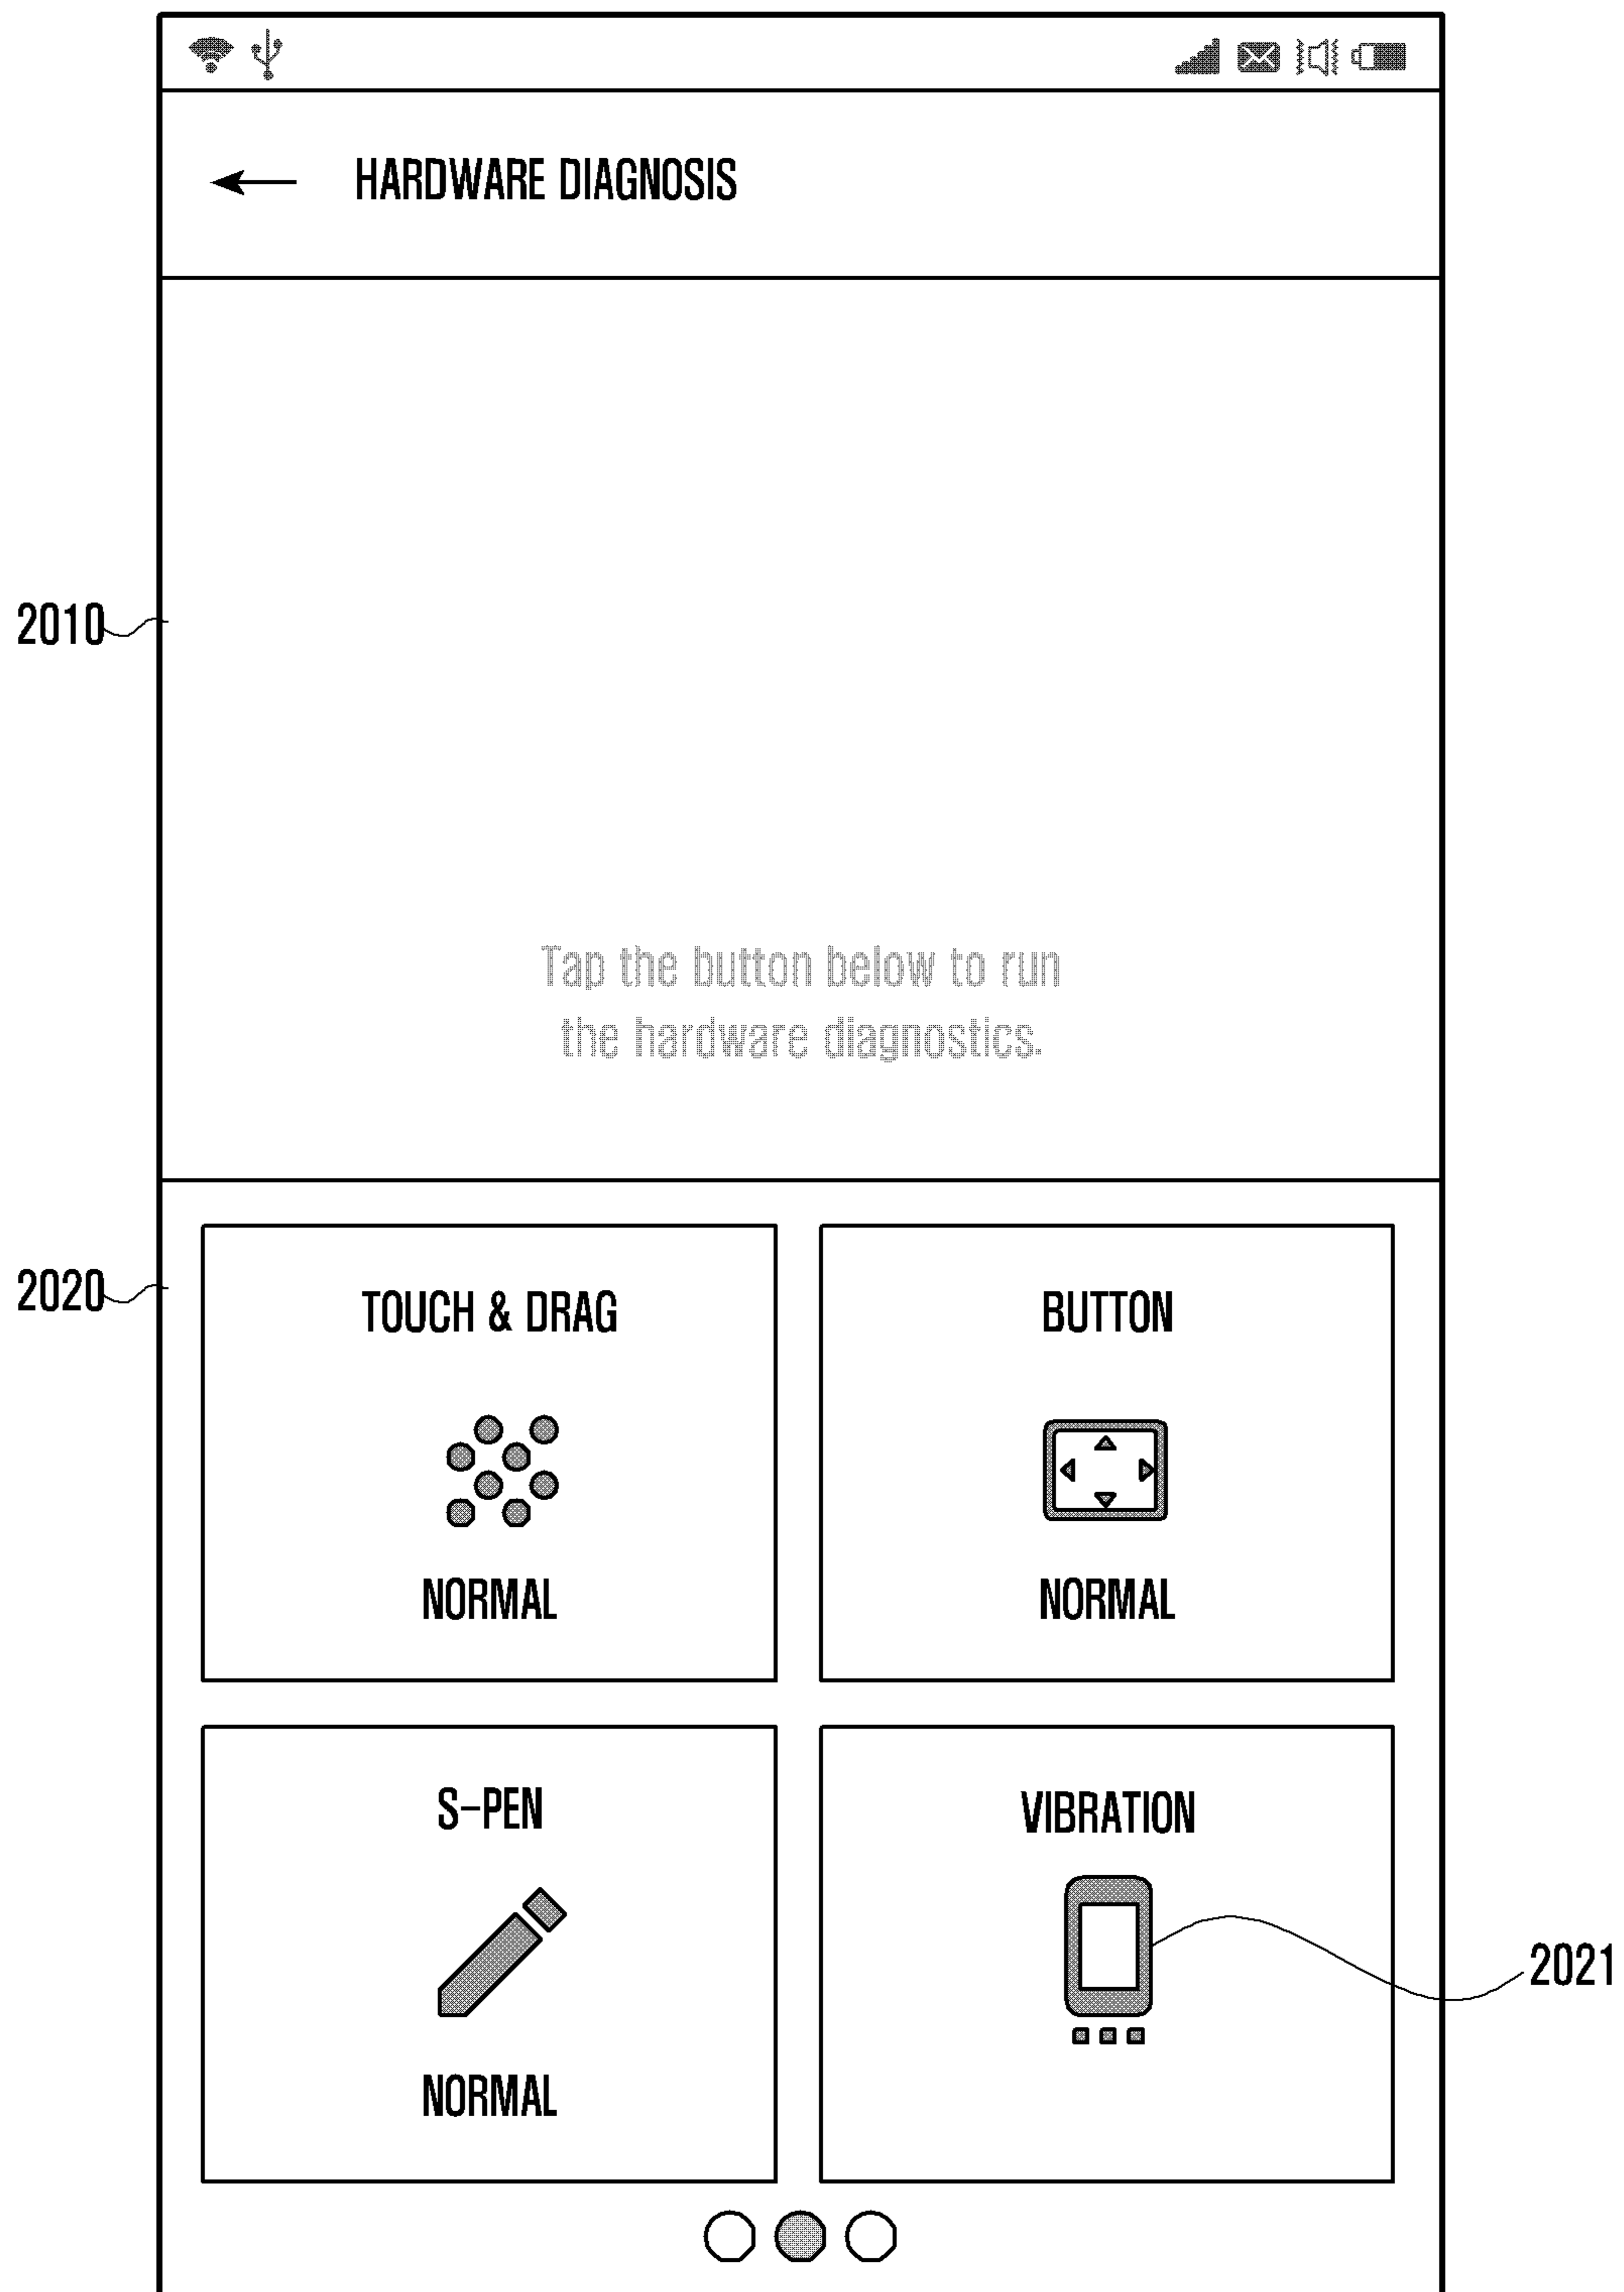 HARDWARE DIAGNOSIS
2010
Tap the button below to run
the hardware diagnostics.
2020
TOUCH & DRAG
BUTTON
NORMAL
NORMAL
S-PEN
VIBRATION
2021
NORMAL